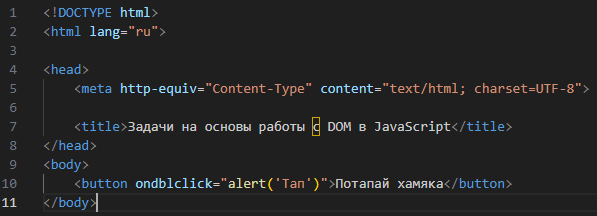 1 <!DOCTYPE html>
2 <html lang="ru">
3
4 <head>
5 <meta http-equiv="Content-Type" content="text/html; charset=UTF-8">
6
7 <title>Задачи на основы работы с DOM в JavaScript</title>
8 </head>
9 <body>
10 <button ondblclick="alert('Тап')">Потапай хамяка</button>
11 </body>